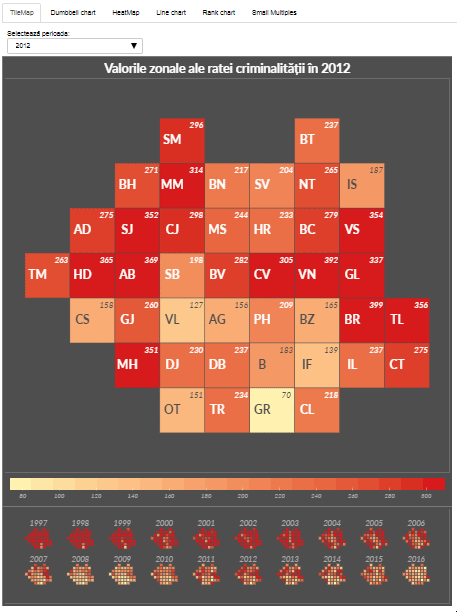 TileMap Dumbbell chart HeatMap Line chart Rank chart Small Multiples
Selectează perioada:
2012
Valorile zonale ale ratei criminalității în 2012
296 237
SM BT
271 314 217 204 265 187
BH MM BN SV NT IS
275 352 298 244 233 279 354
AD SJ CJ MS HR BC VS
263 365 369 198 282 305 392 337
TM HD AB SB BV CV VN GL
158 260 127 156 209 165 399 356
CS GJ VL AG PH BZ BR TL
351 230 237 183 139 237 275
MH DJ DB B IF IL CT
151 234 70 218
OT TR GR CL
80 100 120 140 160 180 200 220 240 260 280 300
1997 1998 1999 2000 2001 2002 2003 2004 2005 2006
2007 2008 2009 2010 2011 2012 2013 2014 2015 2016